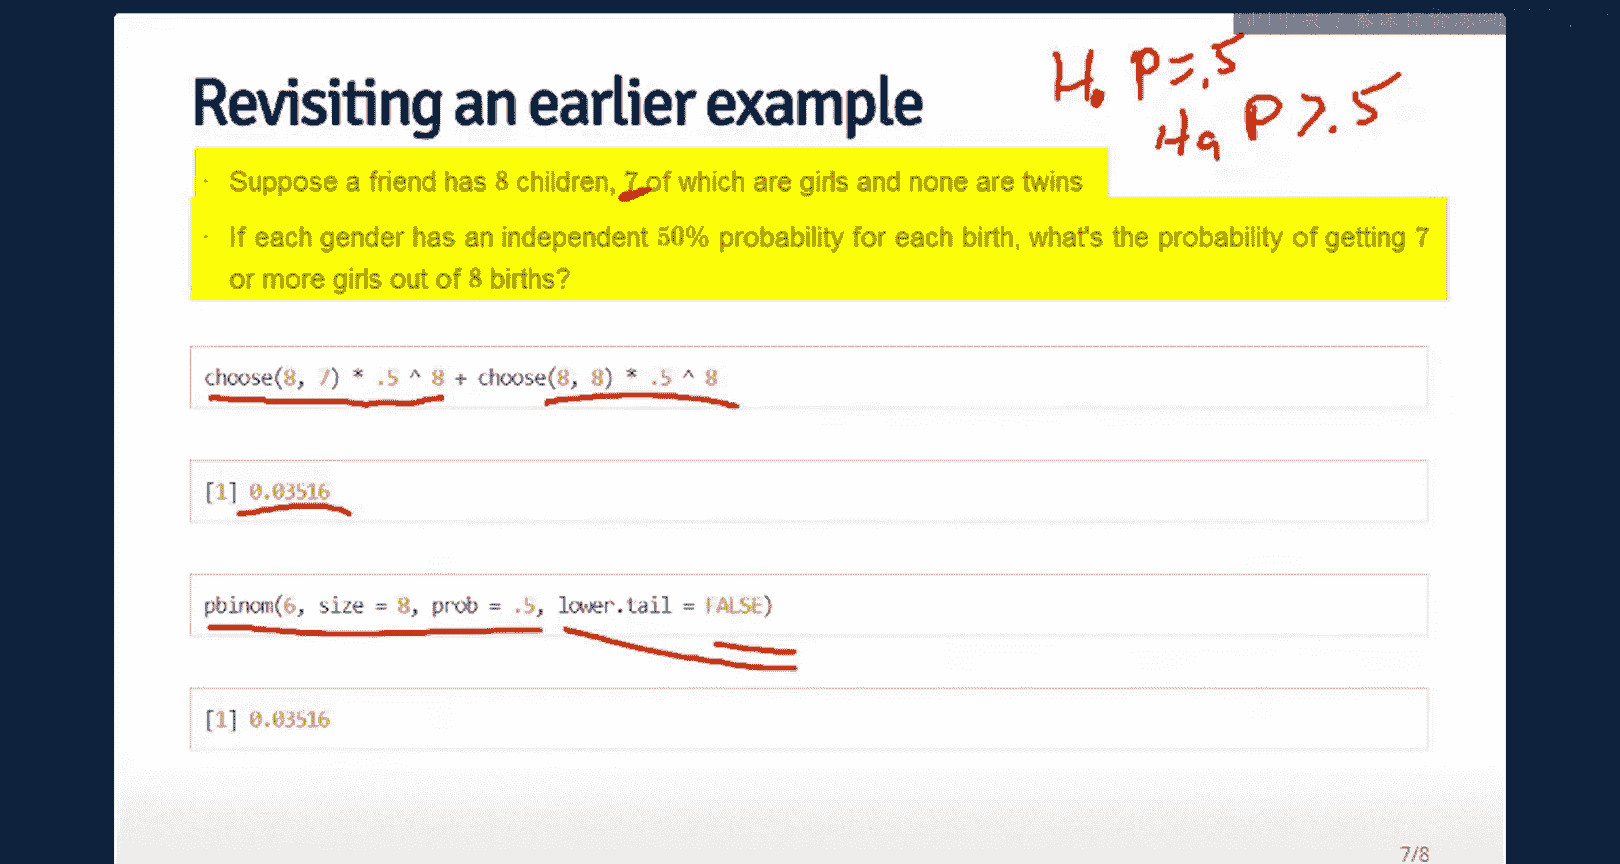 Revisiting an earlier example
H₀ P=.5
Ha P>.5
· Suppose a friend has 8 children, 7 of which are girls and none are twins
· If each gender has an independent 50% probability for each birth, what's the probability of getting 7
or more girls out of 8 births?
choose(8, 7) * .5 ^ 8 + choose(8, 8) * .5 ^ 8
[1] 0.03516
pbinom(6, size = 8, prob = .5, lower.tail = FALSE)
[1] 0.03516
7/8